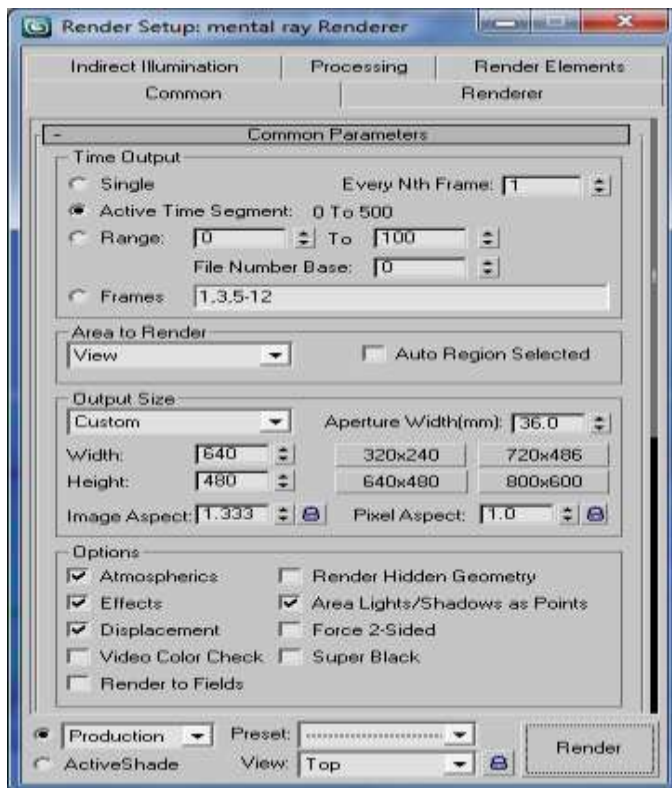 Render Setup: mental ray Renderer
Indirect Illumination Processing Render Elements
Common Renderer
- Common Parameters
Time Output
Single Every Nth Frame: 1
Active Time Segment: 0 To 500
Range: 0 To 100
File Number Base: 0
Frames 1,3,5-12
Area to Render
View Auto Region Selected
Output Size
Custom Aperture Width(mm): 36.0
Width: 640 320x240 720x486
Height: 480 640x480 800x600
Image Aspect: 1.333 Pixel Aspect: 1.0
Options
Atmospherics Render Hidden Geometry
Effects Area Lights/Shadows as Points
Displacement Force 2-Sided
Video Color Check Super Black
Render to Fields
Production Preset: Render
ActiveShade View: Top